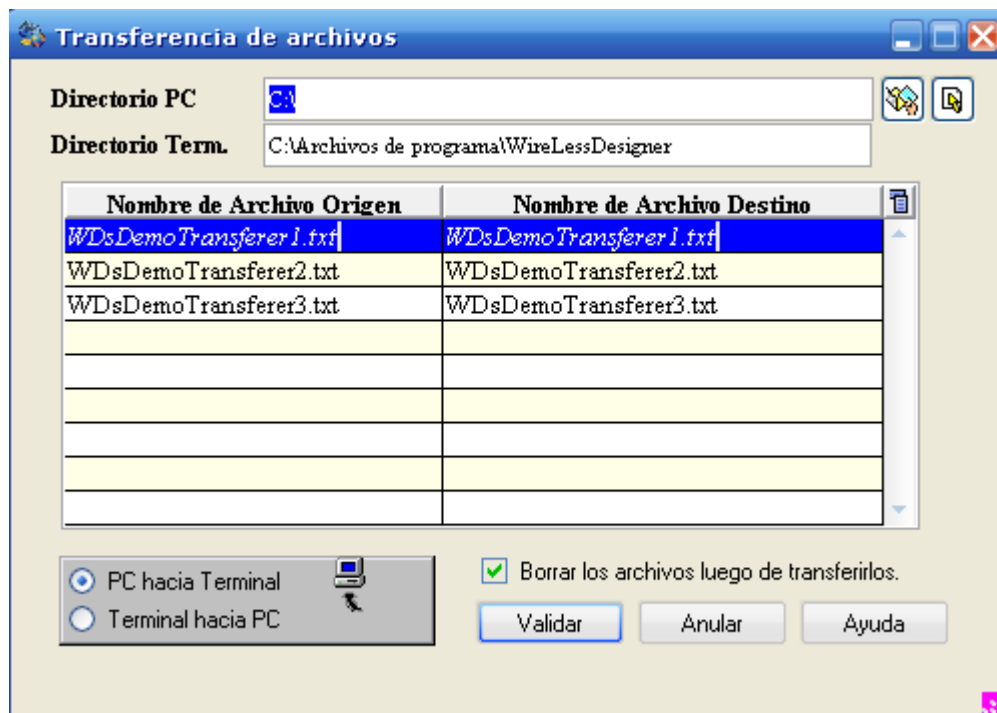 Transferencia de archivos
Directorio PC C:\
Directorio Term. C:\Archivos de programa\WireLessDesigner
Nombre de Archivo Origen Nombre de Archivo Destino
WDsDemoTransferer1.txt WDsDemoTransferer1.txt
WDsDemoTransferer2.txt WDsDemoTransferer2.txt
WDsDemoTransferer3.txt WDsDemoTransferer3.txt
PC hacia Terminal
Terminal hacia PC
Borrar los archivos luego de transferirlos.
Validar Anular Ayuda